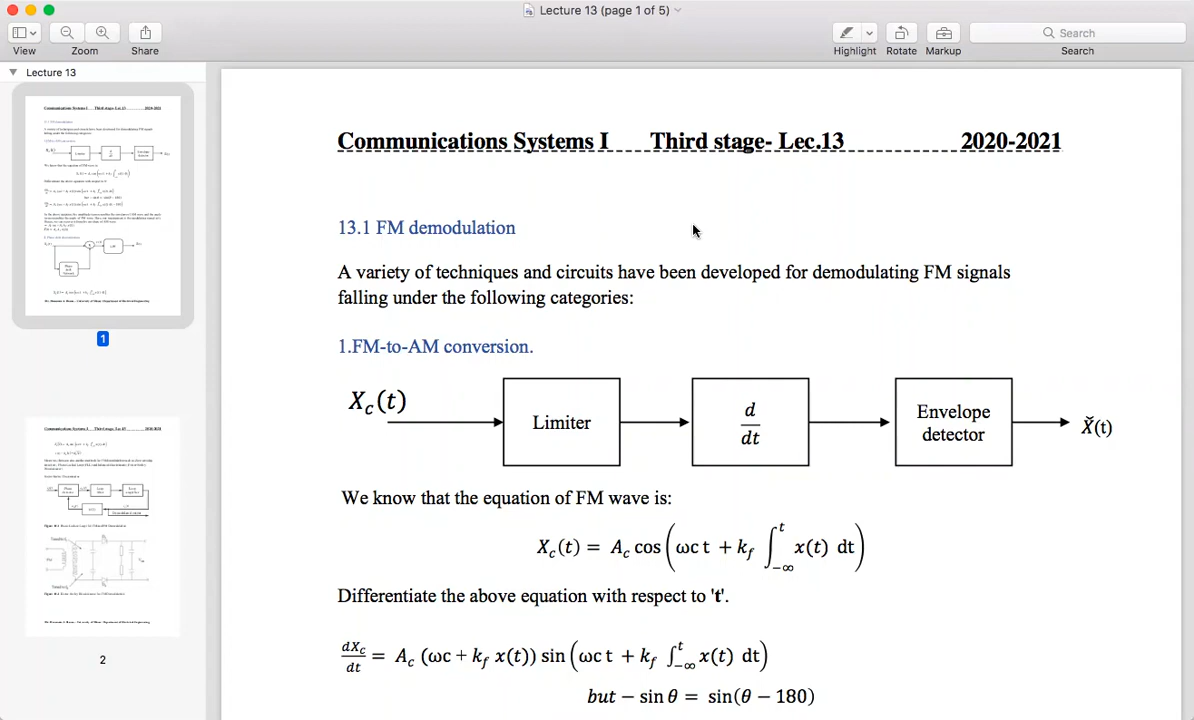 Lecture 13 (page 1 of 5)
View
Zoom
Share
Highlight
Rotate
Markup
Search
Search
Lecture 13
1
2
Communications Systems I Third stage- Lec.13 2020-2021
13.1 FM demodulation
A variety of techniques and circuits have been developed for demodulating FM signals
falling under the following categories:
1.FM-to-AM conversion.
X_c(t)
Limiter
d
dt
Envelope
detector
X̌(t)
We know that the equation of FM wave is:
X_c(t) = A_c cos(ωct + k_f ∫_{-∞}^{t} x(t) dt)
Differentiate the above equation with respect to 't'.
dX_c/dt = A_c (ωc + k_f x(t)) sin(ωct + k_f ∫_{-∞}^{t} x(t) dt)
but − sin θ = sin(θ − 180)